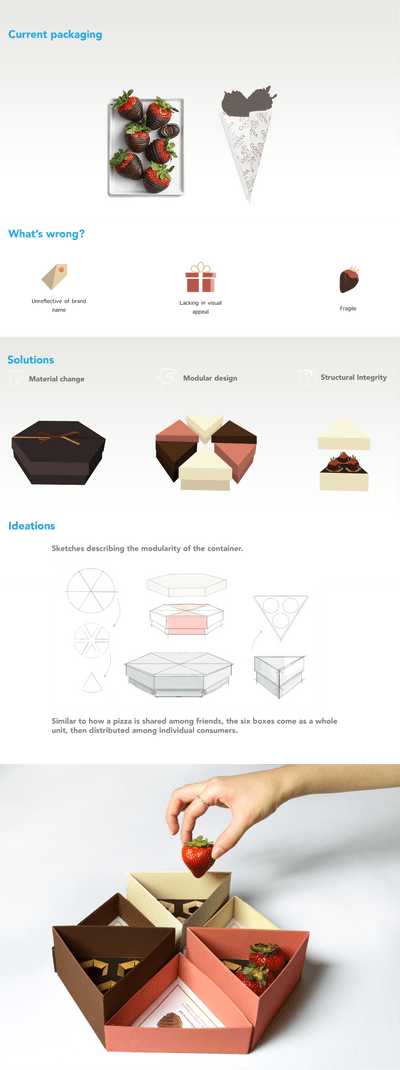 Current packaging
What's wrong?
Unreflective of brand
name
Lacking in visual
appeal
Fragile
Solutions
Material change
Modular design
Structural Integrity
Ideations
Sketches describing the modularity of the container.
Similar to how a pizza is shared among friends, the six boxes come as a whole
unit, then distributed among individual consumers.